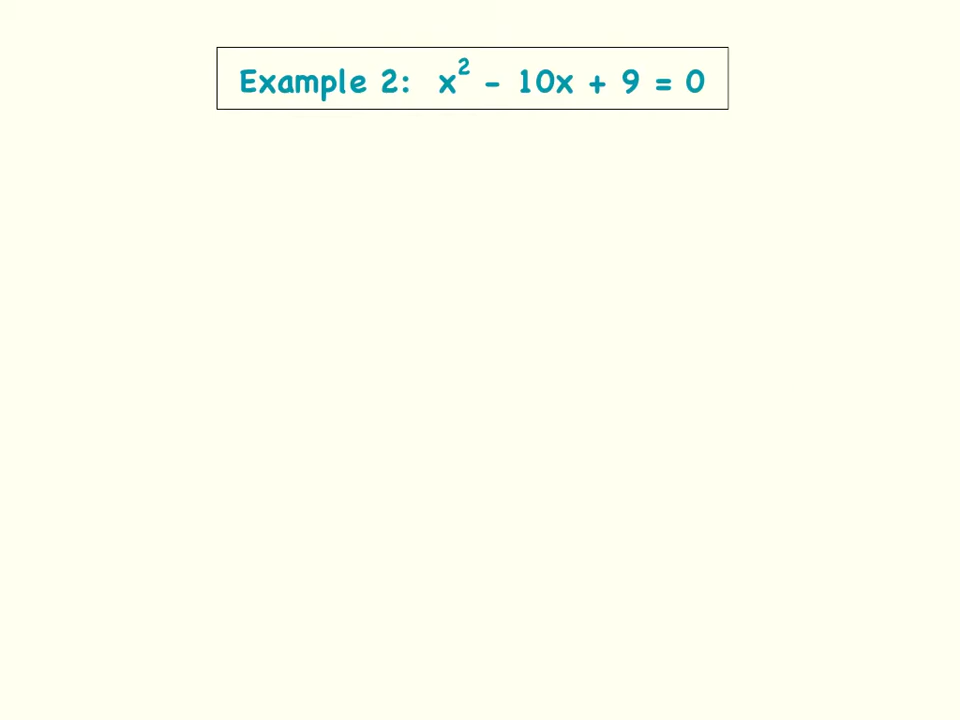 Example 2: x² - 10x + 9 = 0